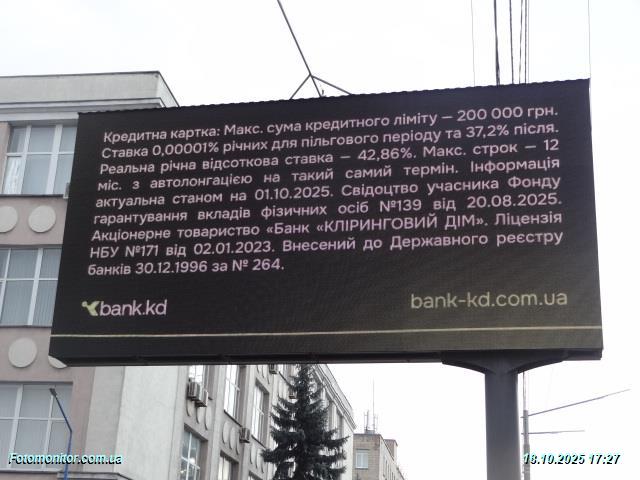 Кредитна картка: Макс. сума кредитного ліміту – 200 000 грн.
Ставка 0,00001% річних для пільгового періоду та 37,2% після.
Реальна річна відсоткова ставка – 42,86%. Макс. строк – 12
міс. з автолонгацією на такий самий термін. Інформація
актуальна станом на 01.10.2025. Свідоцтво учасника Фонду
гарантування вкладів фізичних осіб №139 від 20.08.2025.
Акціонерне товариство «Банк «КЛІРИНГОВИЙ ДІМ». Ліцензія
НБУ №171 від 02.01.2023. Внесений до Державного реєстру
банків 30.12.1996 за № 264.
bank.kd
bank-kd.com.ua
Fotomonitor.com.ua
18.10.2025 17:27